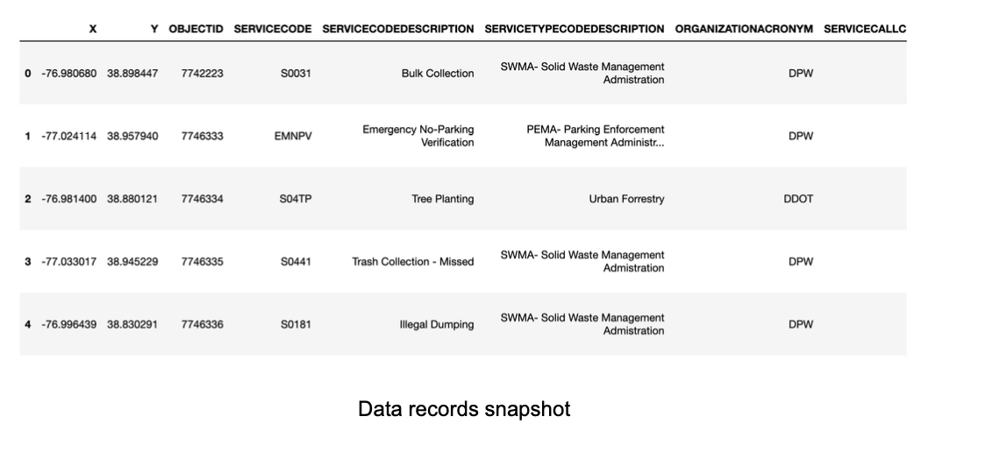 X Y OBJECTID SERVICECODE SERVICECODEDESCRIPTION SERVICETYPECODEDESCRIPTION ORGANIZATIONACRONYM SERVICECALLC
0 -76.980680 38.898447 7742223 S0031 Bulk Collection SWMA- Solid Waste Management Admistration DPW
1 -77.024114 38.957940 7746333 EMNPV Emergency No-Parking Verification PEMA- Parking Enforcement Management Administr... DPW
2 -76.981400 38.880121 7746334 S04TP Tree Planting Urban Forrestry DDOT
3 -77.033017 38.945229 7746335 S0441 Trash Collection - Missed SWMA- Solid Waste Management Admistration DPW
4 -76.996439 38.830291 7746336 S0181 Illegal Dumping SWMA- Solid Waste Management Admistration DPW
Data records snapshot